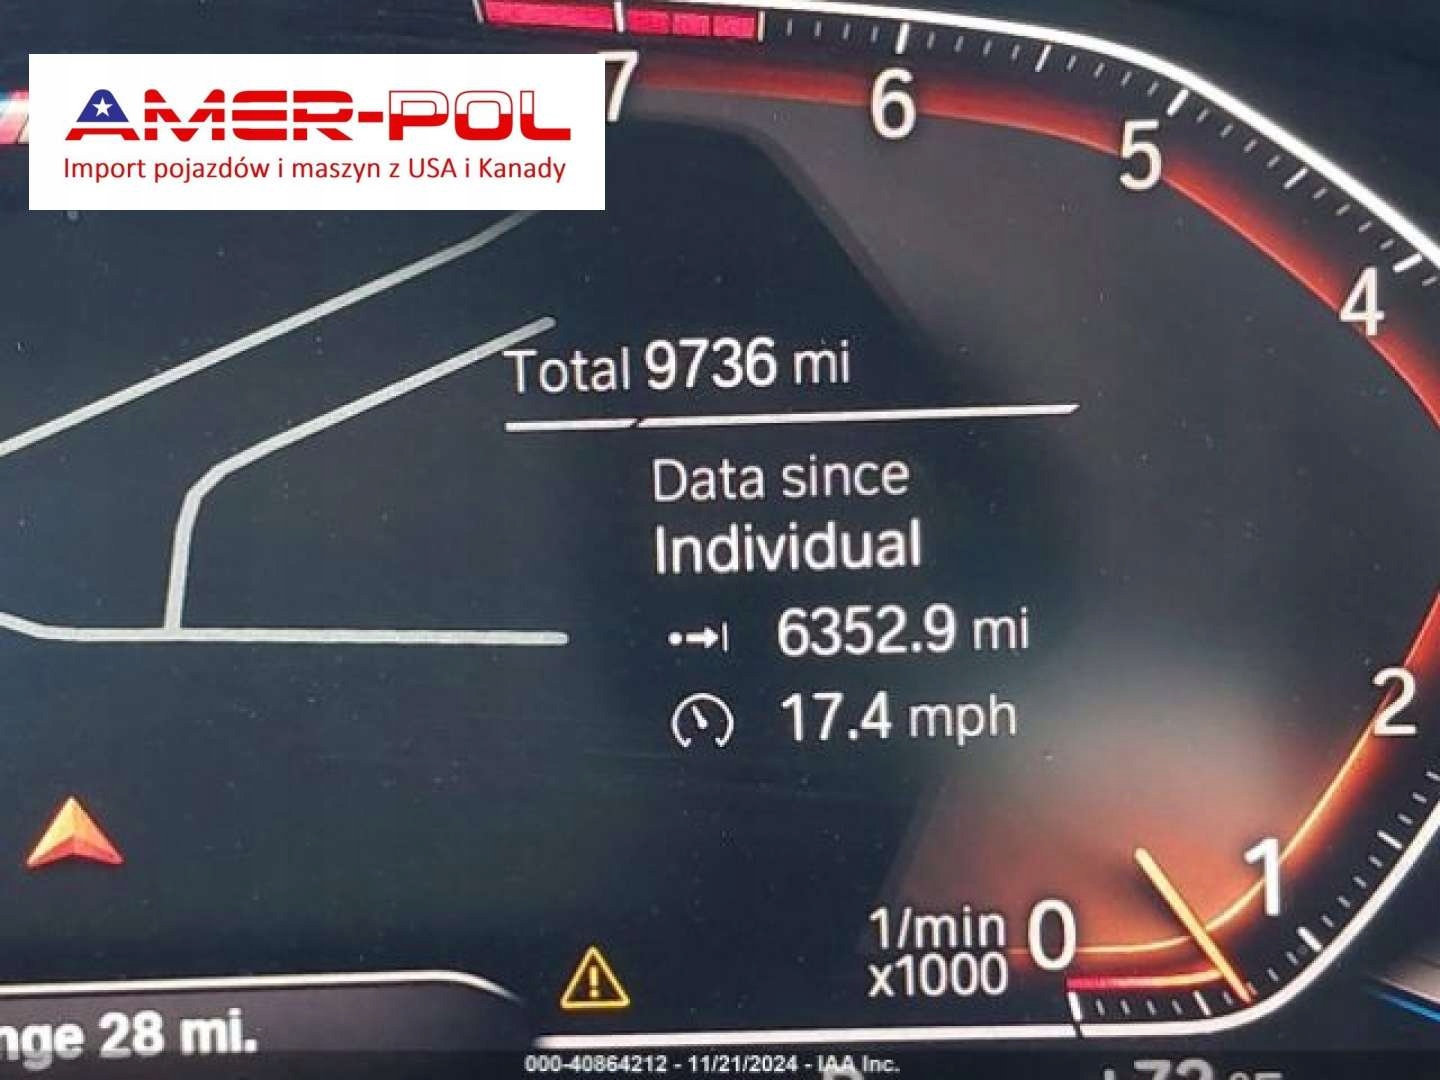 7
6
5
4
AMER-POL
Import pojazdów i maszyn z USA i Kanady
Total 9736 mi
Data since
Individual
6352.9 mi
17.4 mph
2
1
0
1/min
x1000
28 mi.
000-40864212 - 11/21/2024 - IAA Inc.